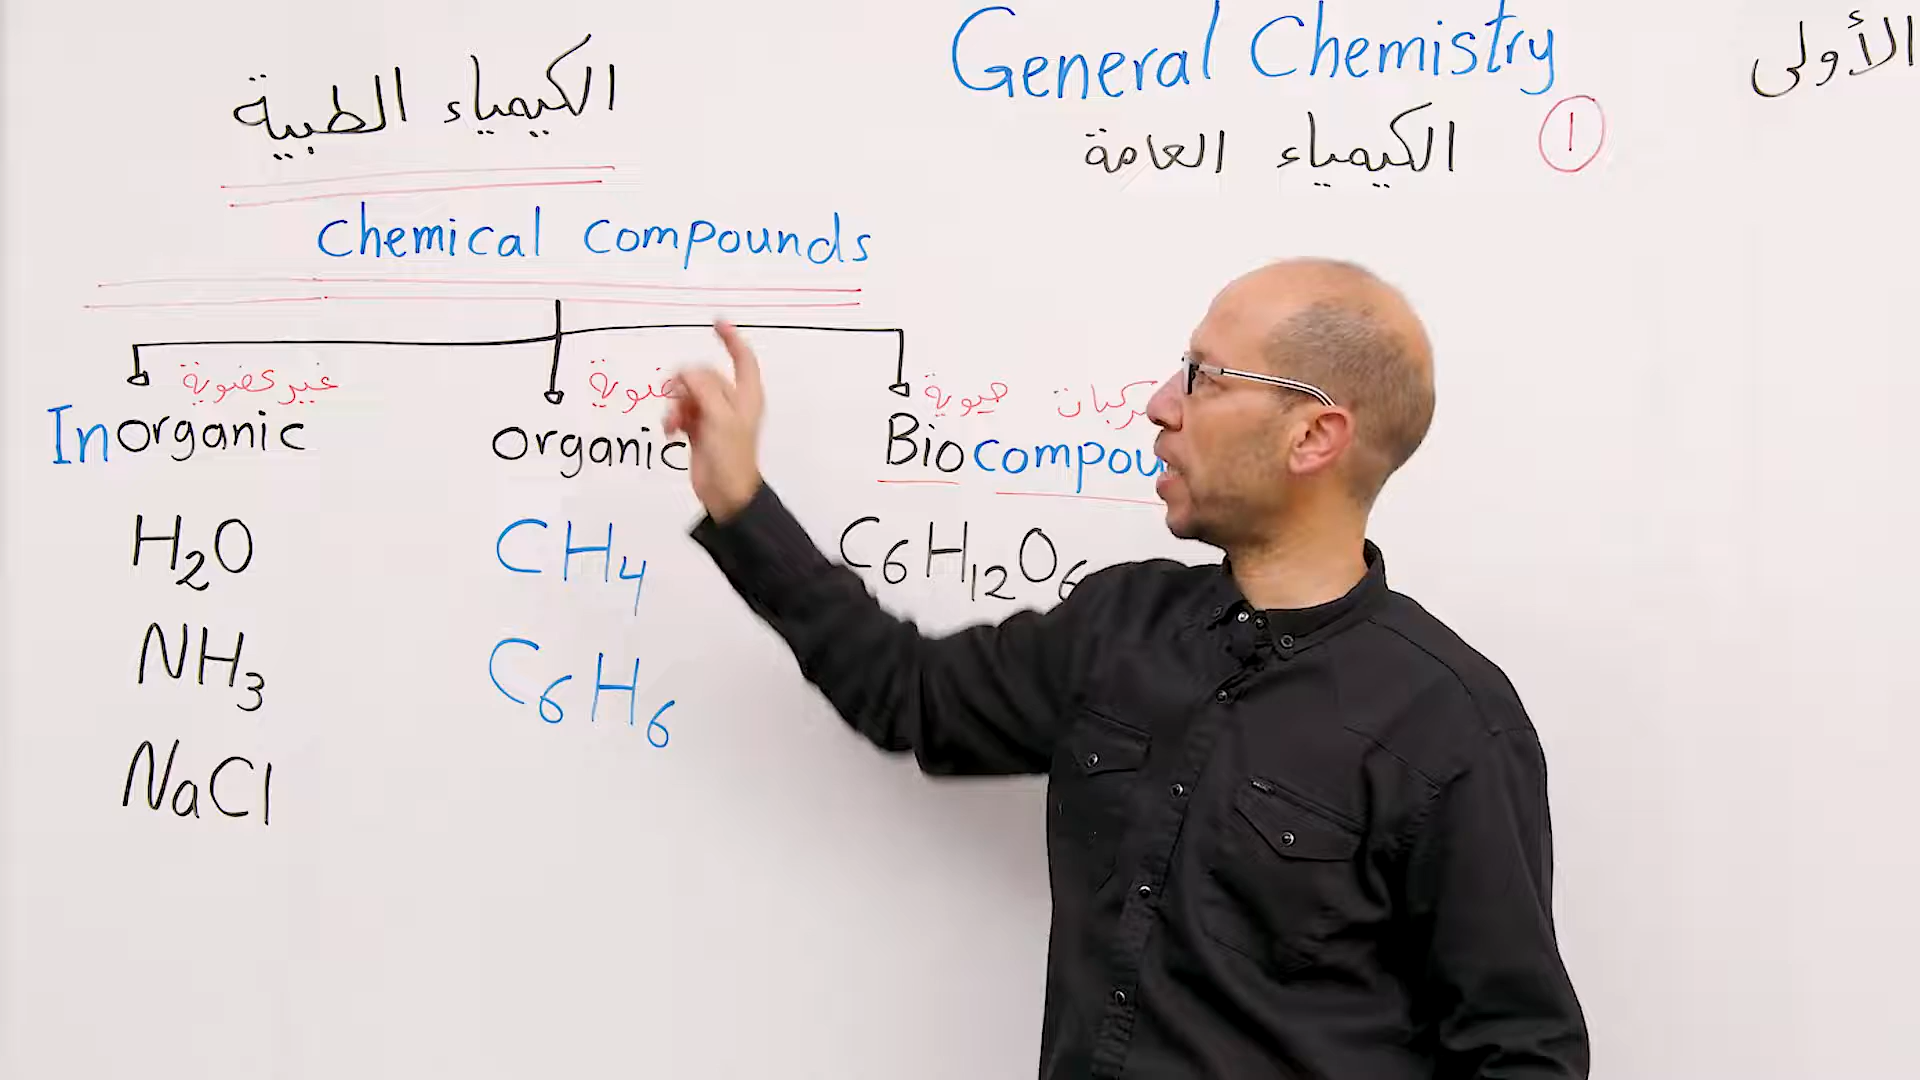 الكيمياء الطبية
General Chemistry
الأولى
الكيمياء العامة
1
Chemical compounds
غير عضوية
مركبات حيوية
Inorganic
organic
Bio
H2O
CH4
C6H12O6
NH3
C6H6
NaCl